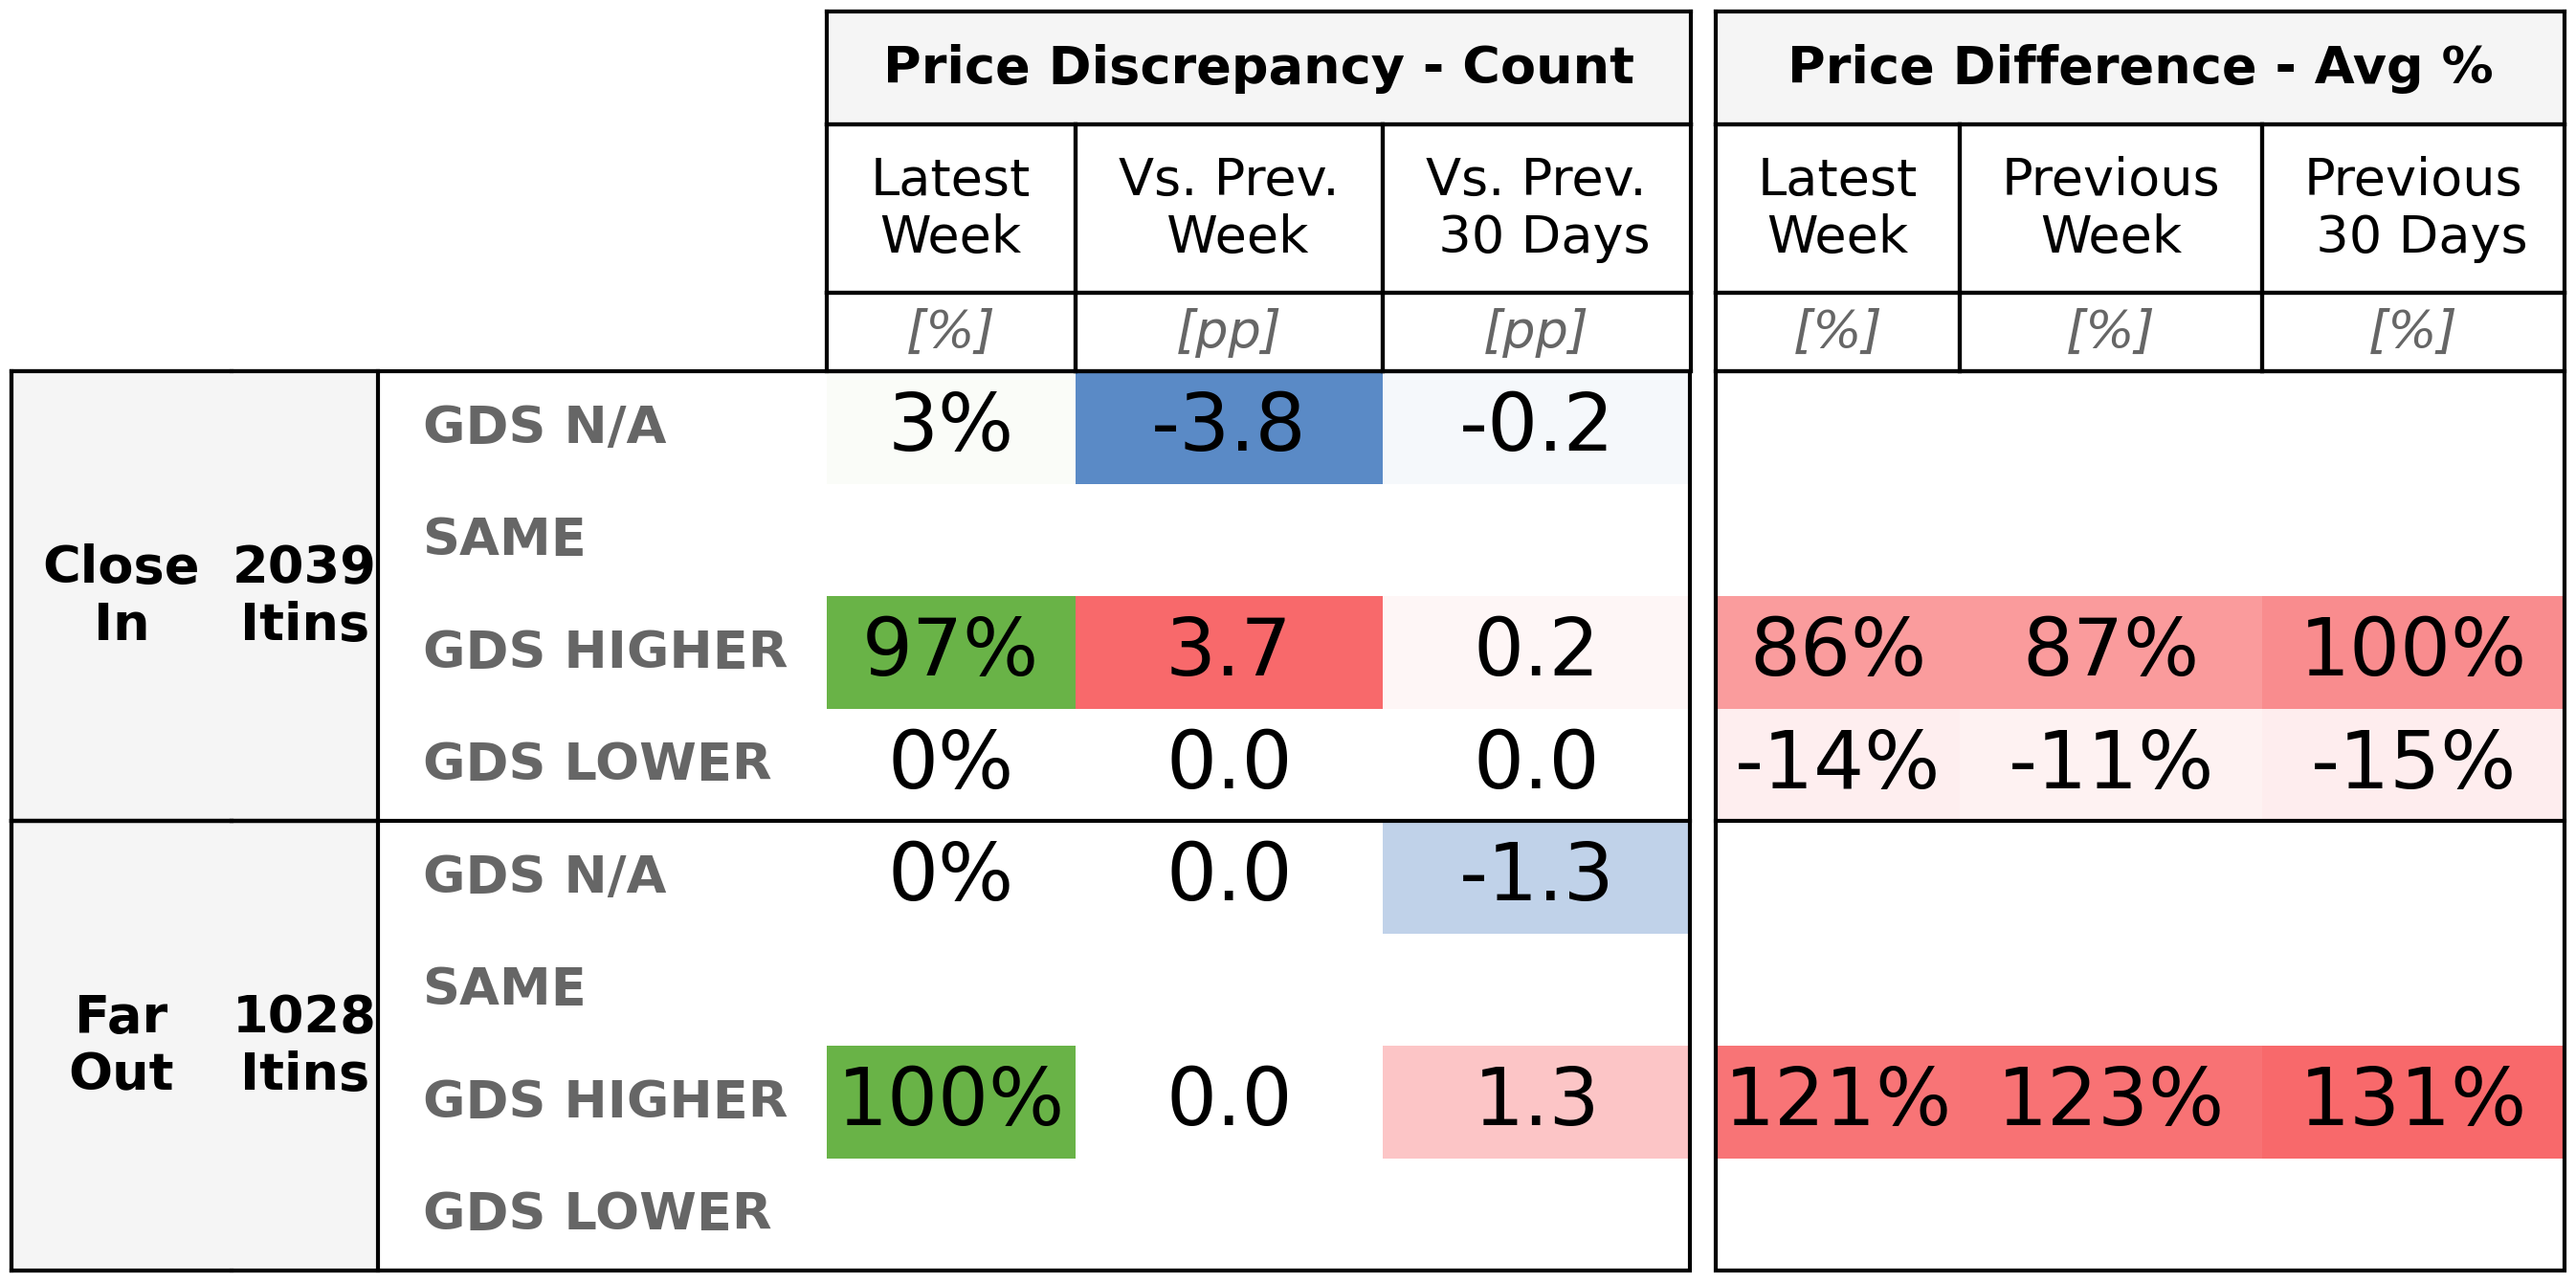 Price Discrepancy - Count Price Difference - Avg %
Latest Week Vs. Prev. Week Vs. Prev. 30 Days Latest Week Previous Week Previous 30 Days
[%] [pp] [pp] [%] [%] [%]
Close In 2039 Itins
GDS N/A 3% -3.8 -0.2
SAME
GDS HIGHER 97% 3.7 0.2 86% 87% 100%
GDS LOWER 0% 0.0 0.0 -14% -11% -15%
Far Out 1028 Itins
GDS N/A 0% 0.0 -1.3
SAME
GDS HIGHER 100% 0.0 1.3 121% 123% 131%
GDS LOWER